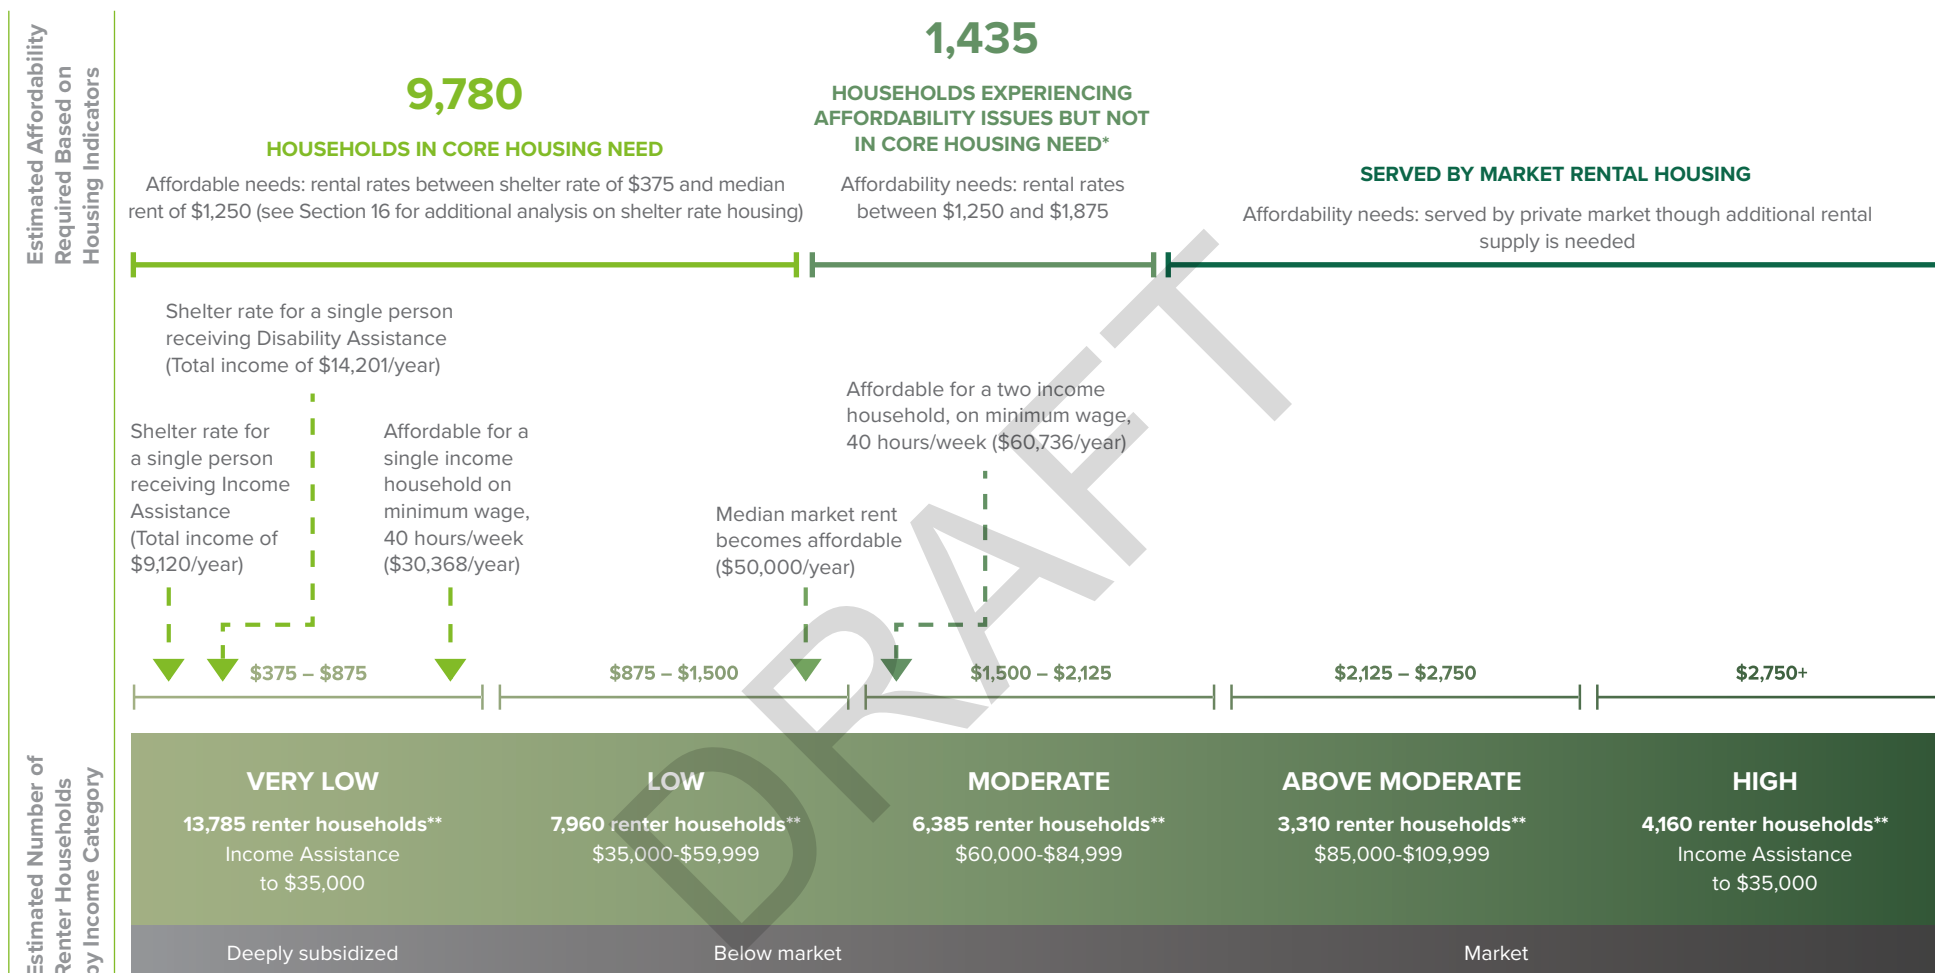 Estimated Affordability
Required Based on
Housing Indicators
9,780
HOUSEHOLDS IN CORE HOUSING NEED
Affordable needs: rental rates between shelter rate of $375 and median
rent of $1,250 (see Section 16 for additional analysis on shelter rate housing)
1,435
HOUSEHOLDS EXPERIENCING
AFFORDABILITY ISSUES BUT NOT
IN CORE HOUSING NEED*
Affordability needs: rental rates
between $1,250 and $1,875
SERVED BY MARKET RENTAL HOUSING
Affordability needs: served by private market though additional rental
supply is needed
Shelter rate for a single person
receiving Disability Assistance
(Total income of $14,201/year)
Shelter rate for
a single person
receiving Income
Assistance
(Total income of
$9,120/year)
Affordable for a
single income
household on
minimum wage,
40 hours/week
($30,368/year)
Median market rent
becomes affordable
($50,000/year)
Affordable for a two income
household, on minimum wage,
40 hours/week ($60,736/year)
DRAFT
$375 – $875
$875 – $1,500
$1,500 – $2,125
$2,125 – $2,750
$2,750+
Estimated Number of
Renter Households
by Income Category
VERY LOW
13,785 renter households**
Income Assistance
to $35,000
LOW
7,960 renter households**
$35,000-$59,999
MODERATE
6,385 renter households**
$60,000-$84,999
ABOVE MODERATE
3,310 renter households**
$85,000-$109,999
HIGH
4,160 renter households**
Income Assistance
to $35,000
Deeply subsidized
Below market
Market